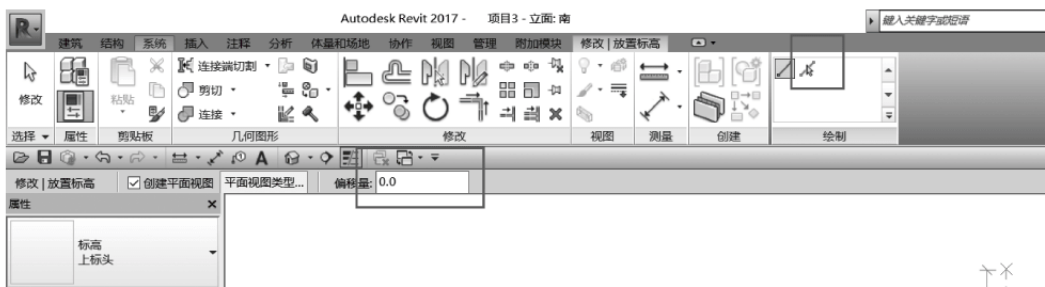 Autodesk Revit 2017 - 项目3 - 立面: 南
键入关键字或短语
建筑 结构 系统 插入 注释 分析 体量和场地 协作 视图 管理 附加模块 修改 | 放置标高
连接端切割
剪切
连接
修改
粘贴
选择 属性 剪贴板 几何图形 修改 视图 测量 创建 绘制
修改 | 放置标高 创建平面视图 平面视图类型... 偏移量: 0.0
属性
标高
上标头